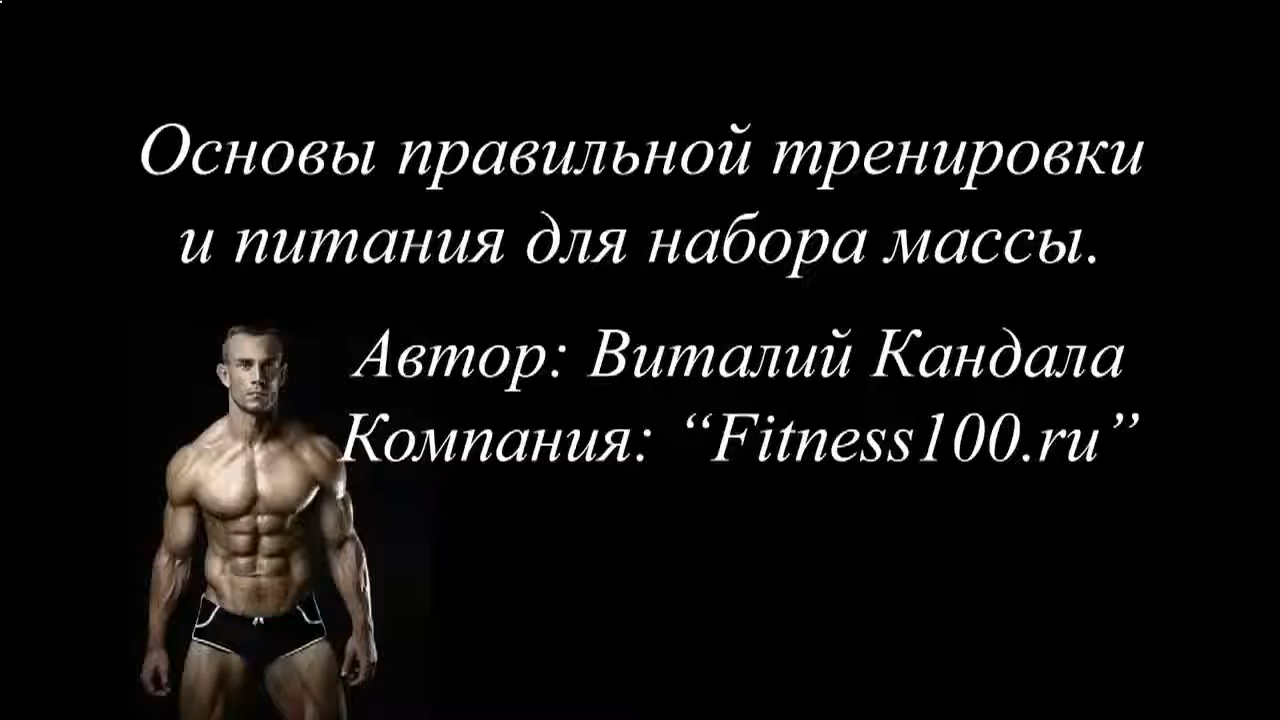 Основы правильной тренировки
и питания для набора массы.
Автор: Виталий Кандала
Компания: “Fitness100.ru”